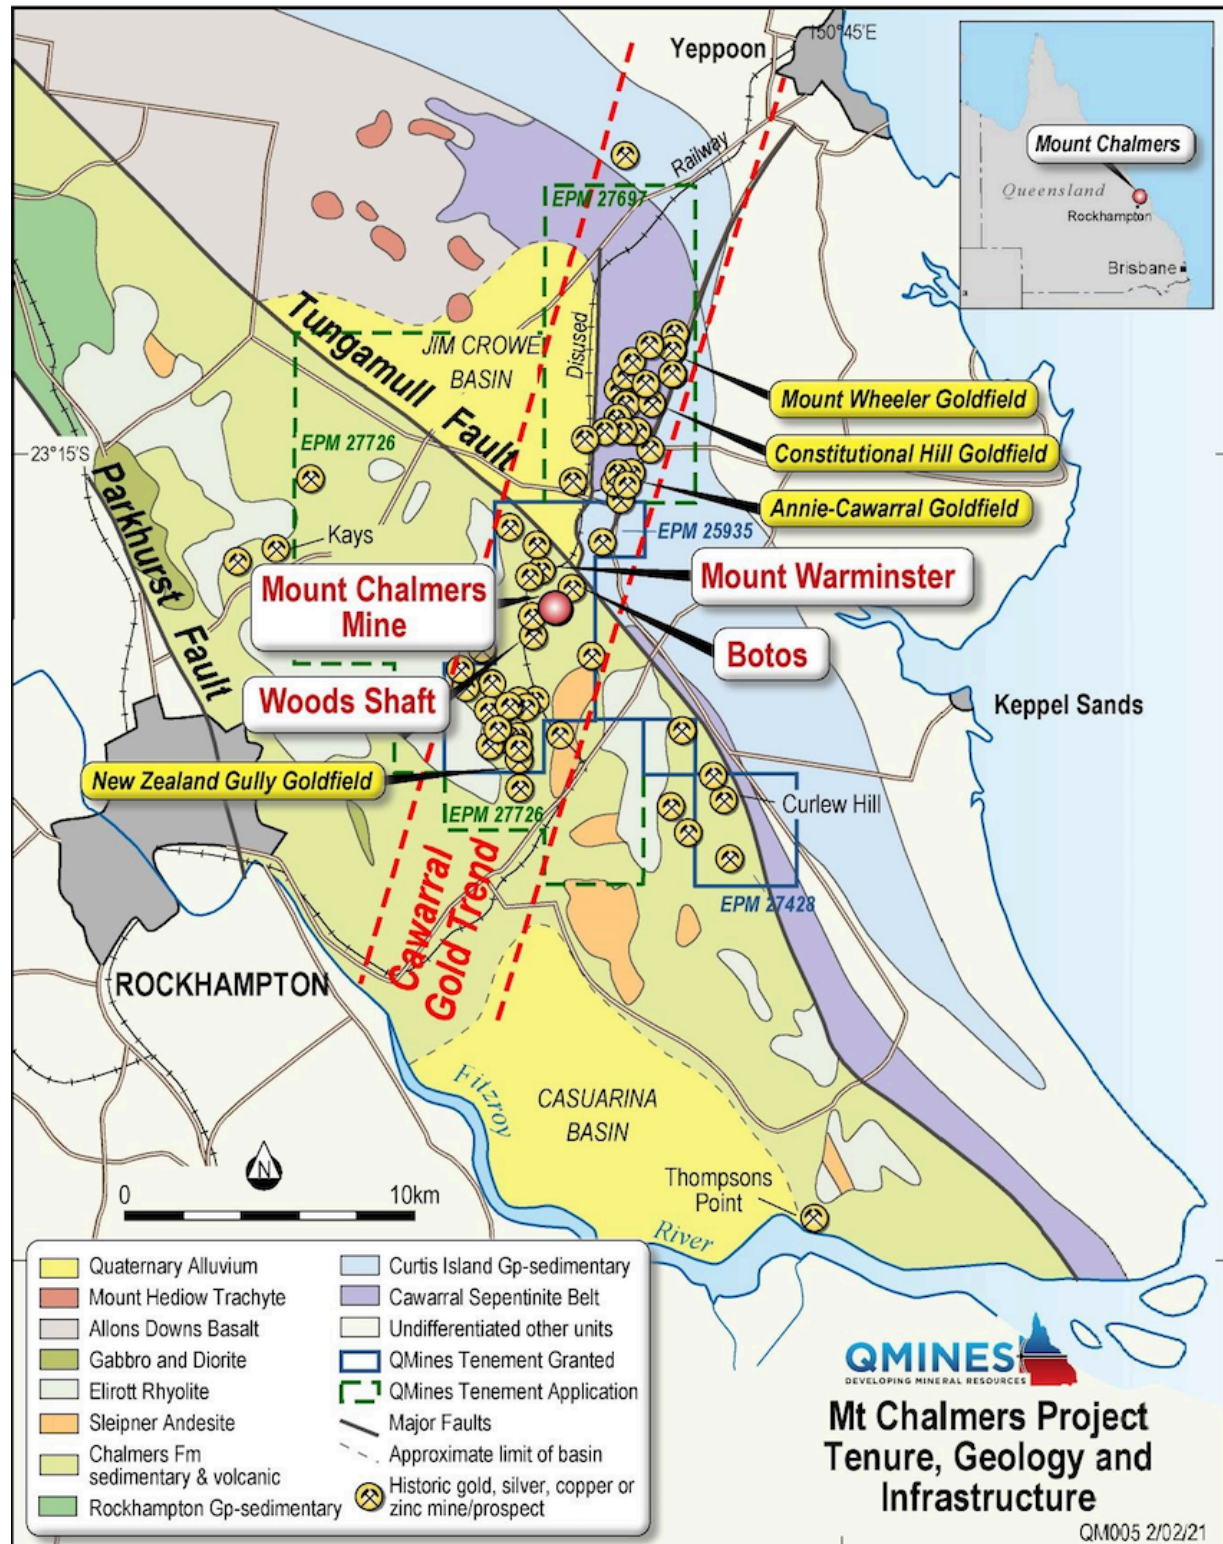 Yeppoon
150°45'E
Mount Chalmers
Queensland
Rockhampton
Brisbane
Railway
EPM 27697
Tungamull Fault
JIM CROWE
BASIN
Disused
Mount Wheeler Goldfield
EPM 27726
Constitutional Hill Goldfield
23°15'S
Parkhurst Fault
Annie-Cawarral Goldfield
EPM 25935
Kays
Mount Warminster
Mount Chalmers
Mine
Botos
Woods Shaft
Keppel Sands
New Zealand Gully Goldfield
EPM 27726
Curlew Hill
Cawarral
Gold Trend
EPM 27428
ROCKHAMPTON
Fitzroy
CASUARINA
BASIN
Thompsons
Point
River
N
0 10km
Quaternary Alluvium
Mount Hediow Trachyte
Allons Downs Basalt
Gabbro and Diorite
Elirott Rhyolite
Sleipner Andesite
Chalmers Fm
sedimentary & volcanic
Rockhampton Gp-sedimentary
Curtis Island Gp-sedimentary
Cawarral Sepentinite Belt
Undifferentiated other units
QMines Tenement Granted
QMines Tenement Application
Major Faults
Approximate limit of basin
Historic gold, silver, copper or
zinc mine/prospect
QMINES
DEVELOPING MINERAL RESOURCES
Mt Chalmers Project
Tenure, Geology and
Infrastructure
QM005 2/02/21